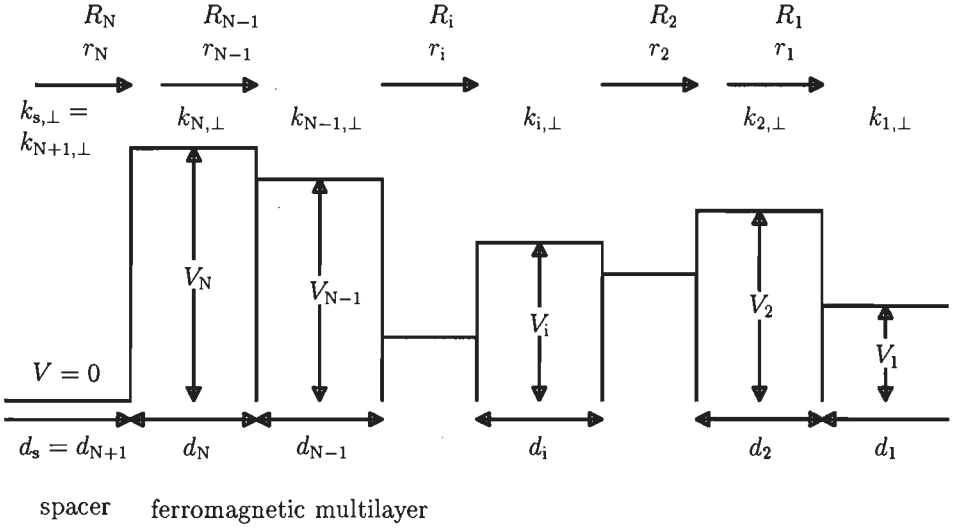 R_N R_{N-1} R_i R_2 R_1
r_N r_{N-1} r_i r_2 r_1
k_{s,⊥} = k_{N,⊥} k_{N-1,⊥} k_{i,⊥} k_{2,⊥} k_{1,⊥}
k_{N+1,⊥}
V_N V_{N-1} V_i V_2 V_1
V = 0
d_s = d_{N+1} d_N d_{N-1} d_i d_2 d_1
spacer ferromagnetic multilayer